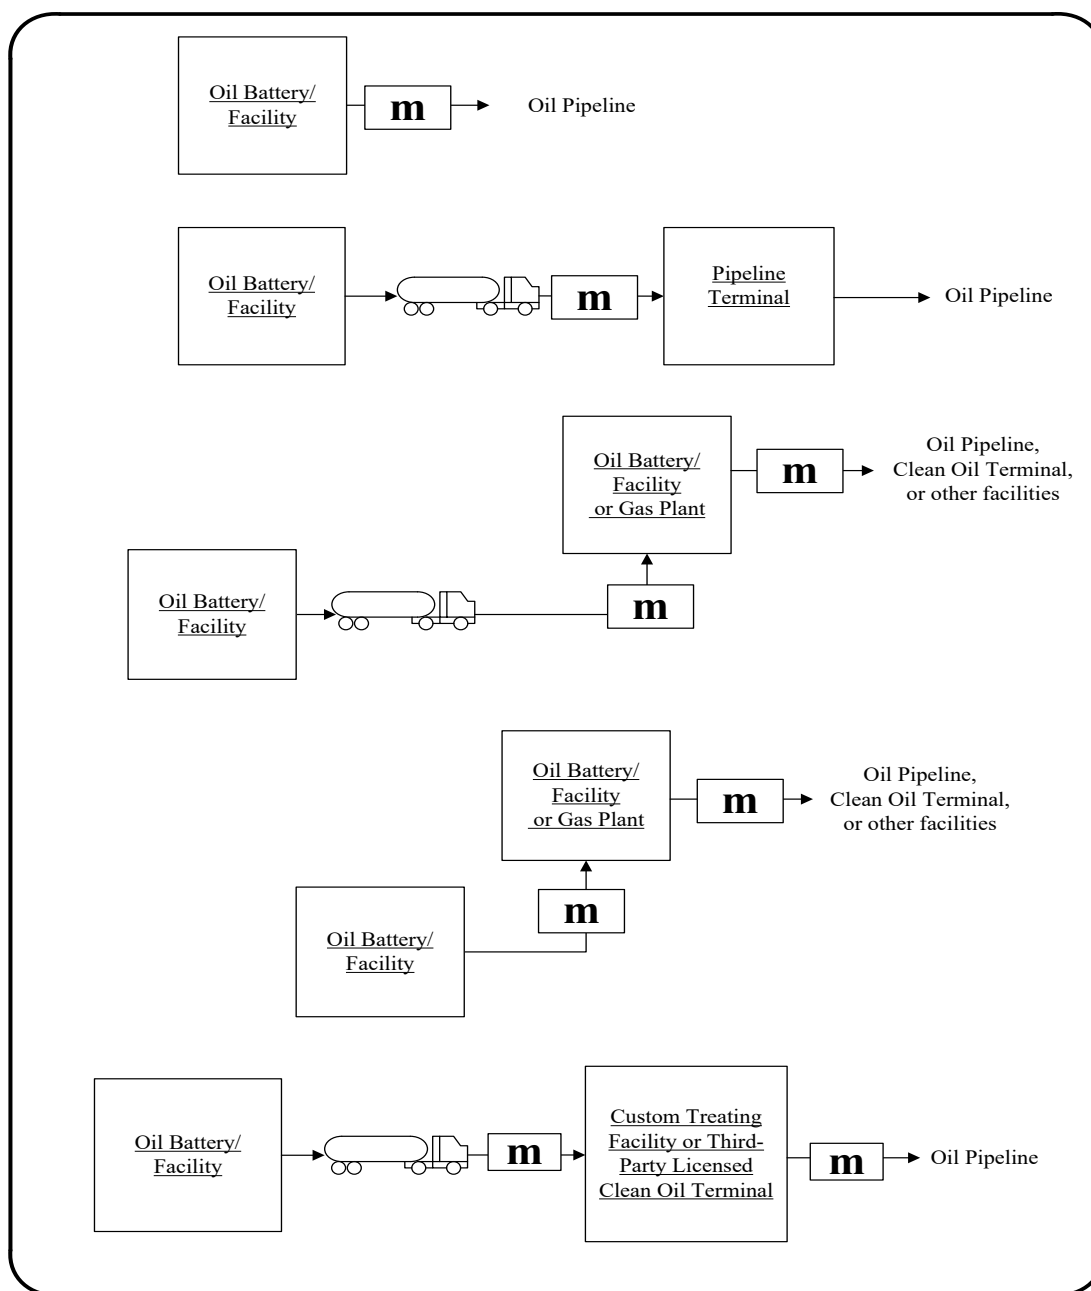 Oil Battery/
Facility
m
Oil Pipeline
Oil Battery/
Facility
m
Pipeline
Terminal
Oil Pipeline
Oil Battery/
Facility
or Gas Plant
m
Oil Pipeline,
Clean Oil Terminal,
or other facilities
Oil Battery/
Facility
m
Oil Battery/
Facility
or Gas Plant
m
Oil Pipeline,
Clean Oil Terminal,
or other facilities
m
Oil Battery/
Facility
Oil Battery/
Facility
m
Custom Treating
Facility or Third-
Party Licensed
Clean Oil Terminal
m
Oil Pipeline